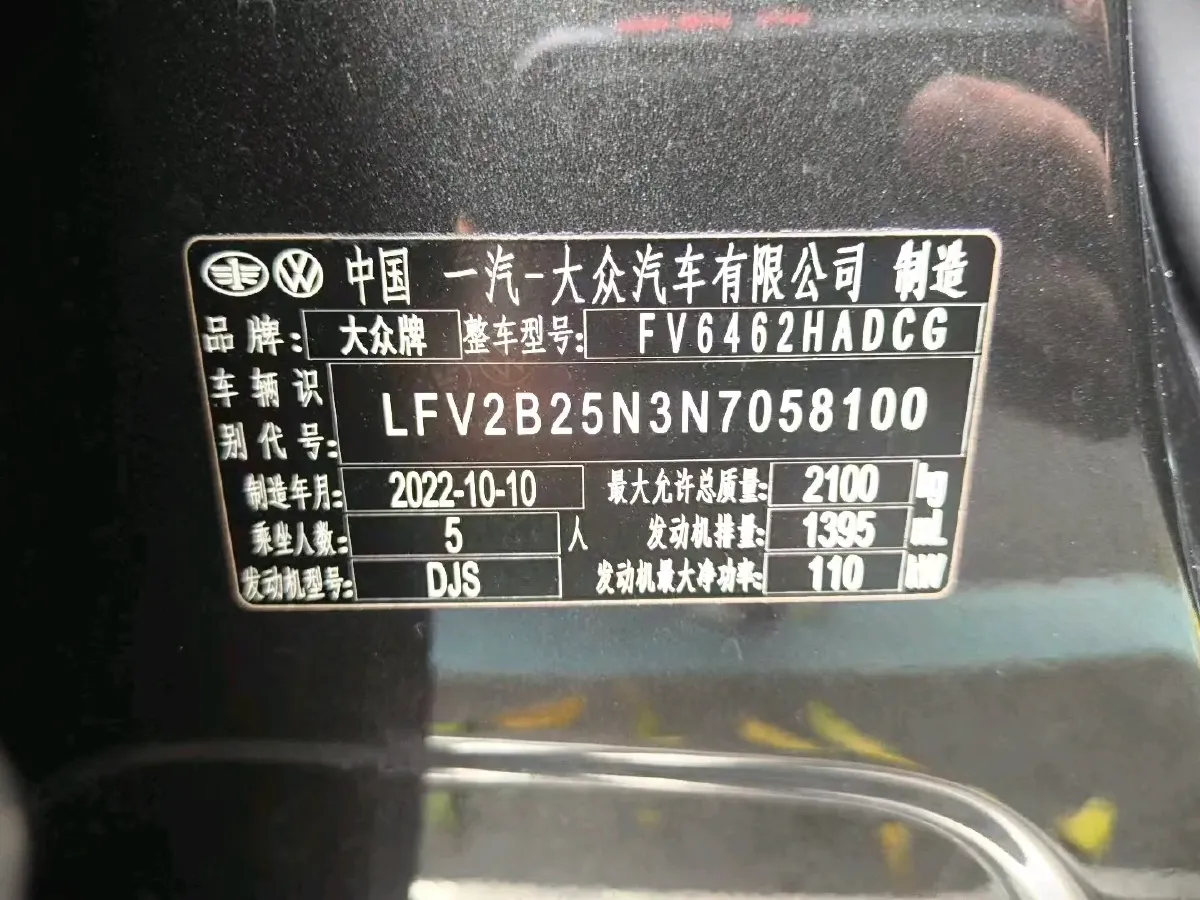 中国 一汽-大众汽车有限公司 制造
品牌: 大众牌 整车型号: FV6462HADCG
车辆识别代号: LFV2B25N3N7058100
制造年月: 2022-10-10 最大允许总质量: 2100 kg
乘坐人数: 5 人 发动机排量: 1395 mL
发动机型号: DJS 发动机最大净功率: 110 kW